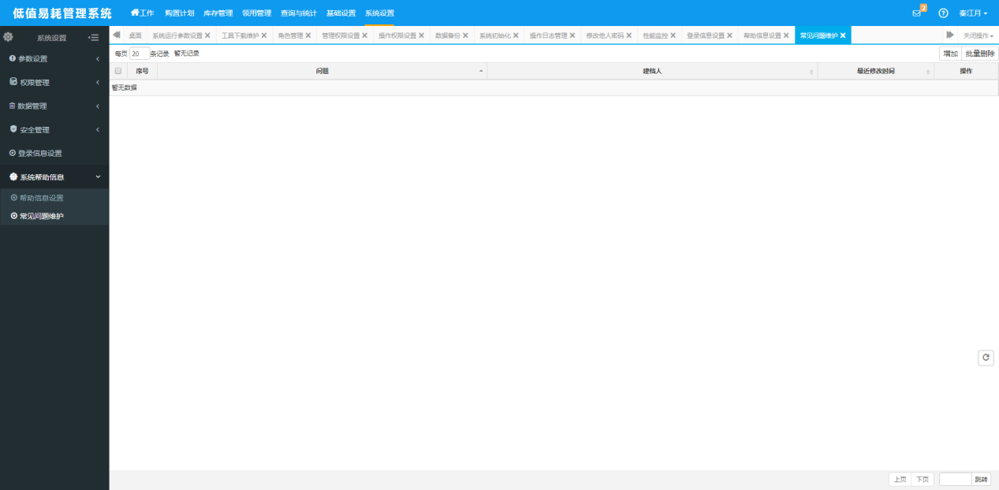 低值易耗管理系统 工作 购置计划 库存管理 领用管理 查询与统计 基础设置 系统设置 2 秦江月
系统设置
桌面 系统运行参数设置 工具下载维护 角色管理 管理权限设置 操作权限设置 数据备份 系统初始化 操作日志管理 修改他人密码 性能监控 登录信息设置 帮助信息设置 常见问题维护 关闭操作
每页 20 条记录 暂无记录 增加 批量删除
序号 问题 建档人 最近修改时间 操作
暂无数据
参数设置
权限管理
数据管理
安全管理
登录信息设置
系统帮助信息
帮助信息设置
常见问题维护
上页 下页 跳转